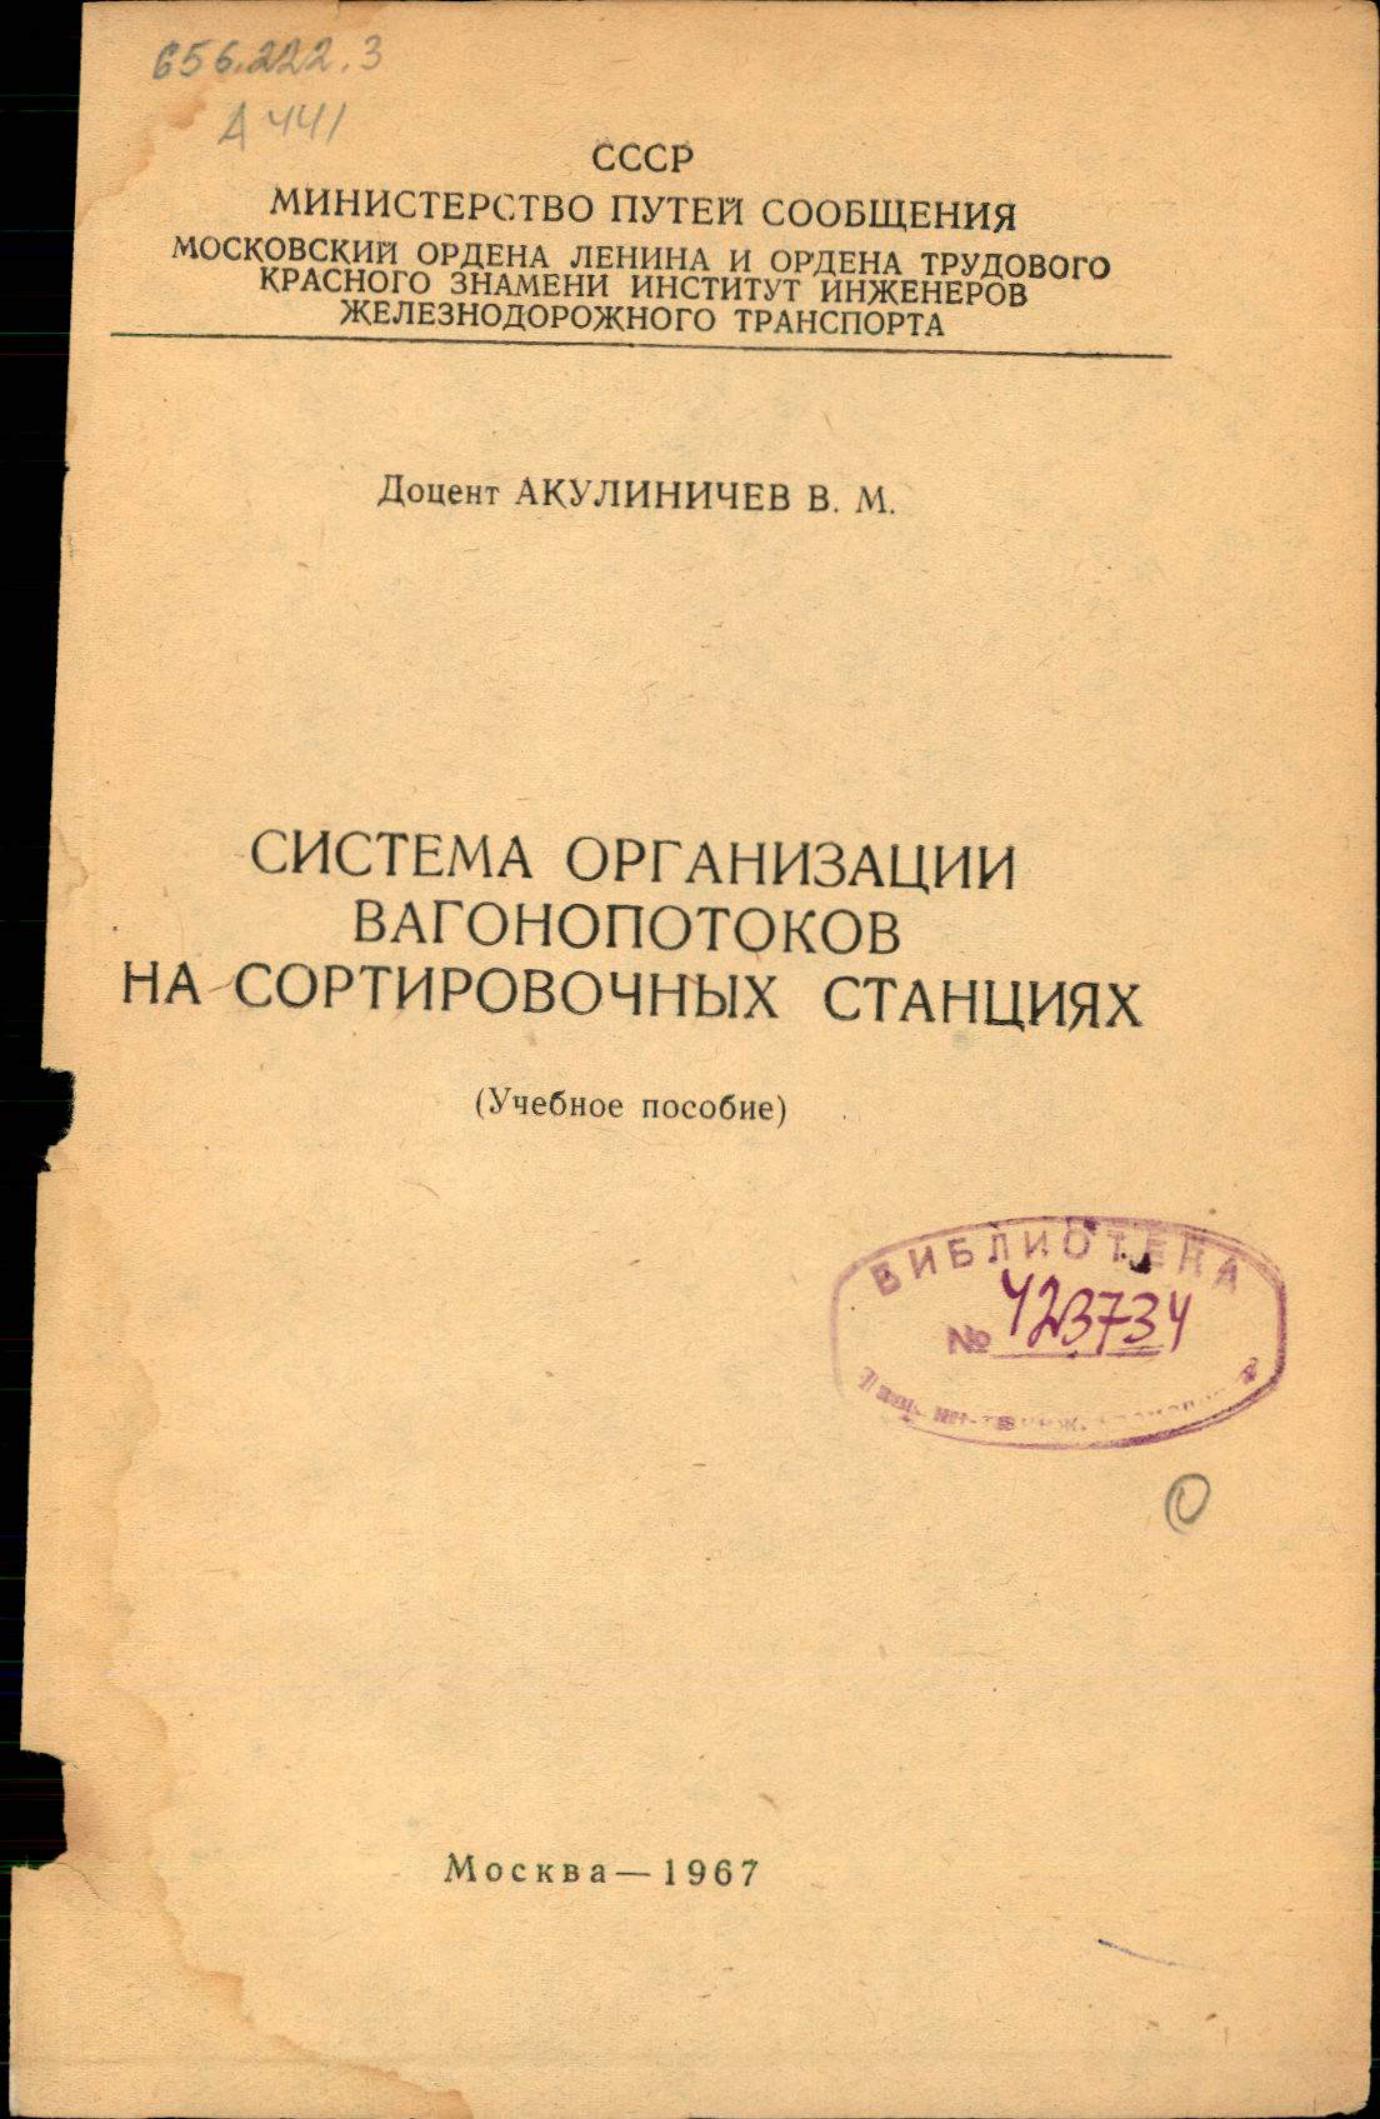 656.222.3
А 441
СССР
МИНИСТЕРСТВО ПУТЕЙ СООБЩЕНИЯ
МОСКОВСКИЙ ОРДЕНА ЛЕНИНА И ОРДЕНА ТРУДОВОГО
КРАСНОГО ЗНАМЕНИ ИНСТИТУТ ИНЖЕНЕРОВ
ЖЕЛЕЗНОДОРОЖНОГО ТРАНСПОРТА
Доцент АКУЛИНИЧЕВ В. М.
СИСТЕМА ОРГАНИЗАЦИИ
ВАГОНОПОТОКОВ
НА СОРТИРОВОЧНЫХ СТАНЦИЯХ
(Учебное пособие)
БИБЛИОТЕКА
№ 423734
Москва—1967